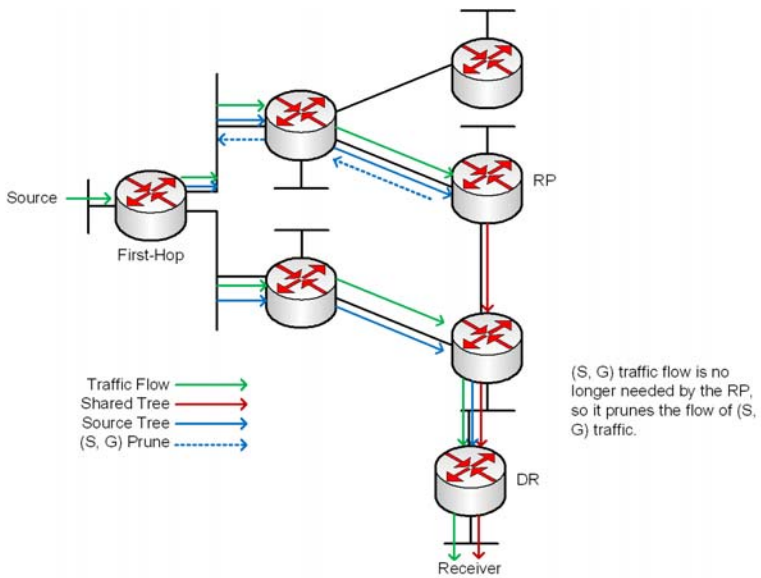 RP
Source
First-Hop
Traffic Flow
Shared Tree
Source Tree
(S, G) Prune
(S, G) traffic flow is no
longer needed by the RP,
so it prunes the flow of (S,
G) traffic.
DR
Receiver